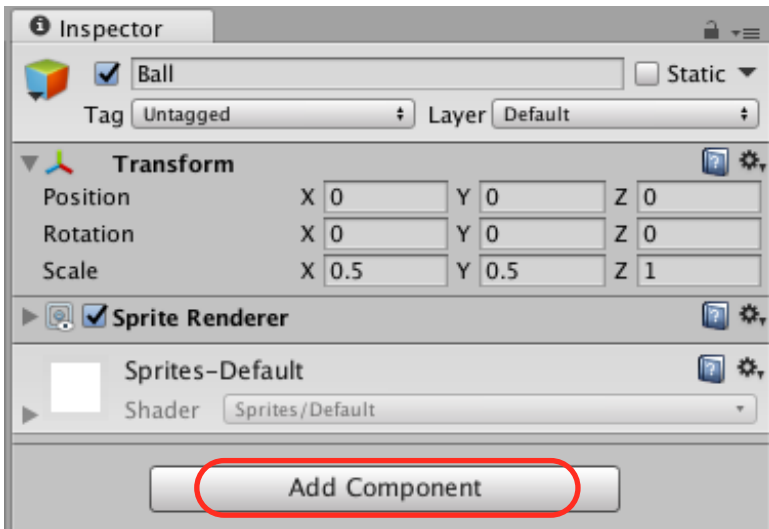 Inspector
Ball Static
Tag Untagged Layer Default
Transform
Position X 0 Y 0 Z 0
Rotation X 0 Y 0 Z 0
Scale X 0.5 Y 0.5 Z 1
Sprite Renderer
Sprites-Default
Shader Sprites/Default
Add Component